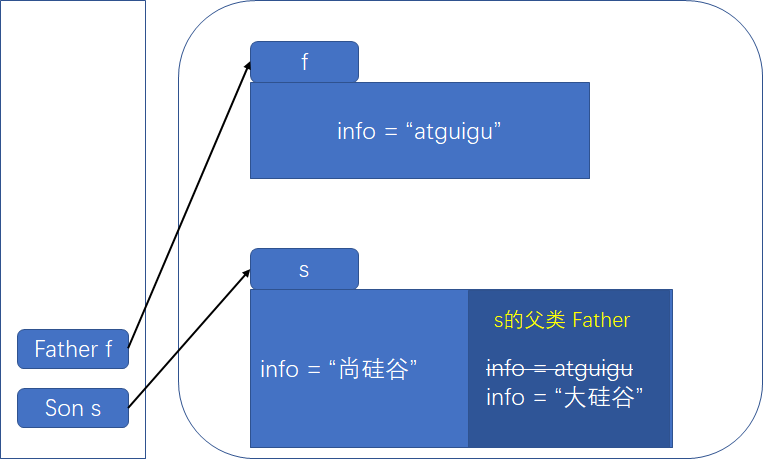 f
info = “atguigu”
s
s的父类 Father
info = “尚硅谷”
info = atguigu
info = “大硅谷”
Father f
Son s